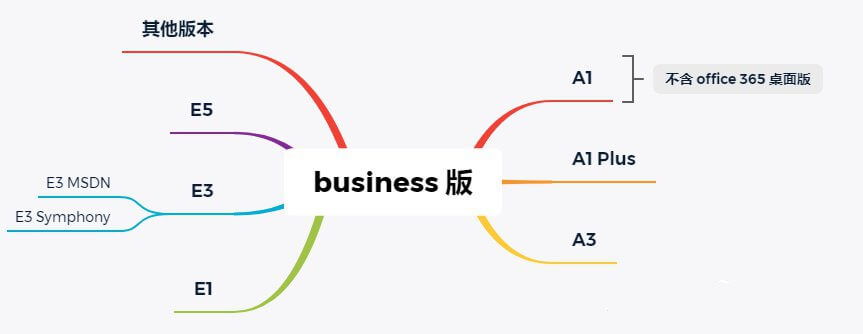 其他版本
E5
E3
E3 MSDN
E3 Symphony
E1
business 版
A1
不含 office 365 桌面版
A1 Plus
A3